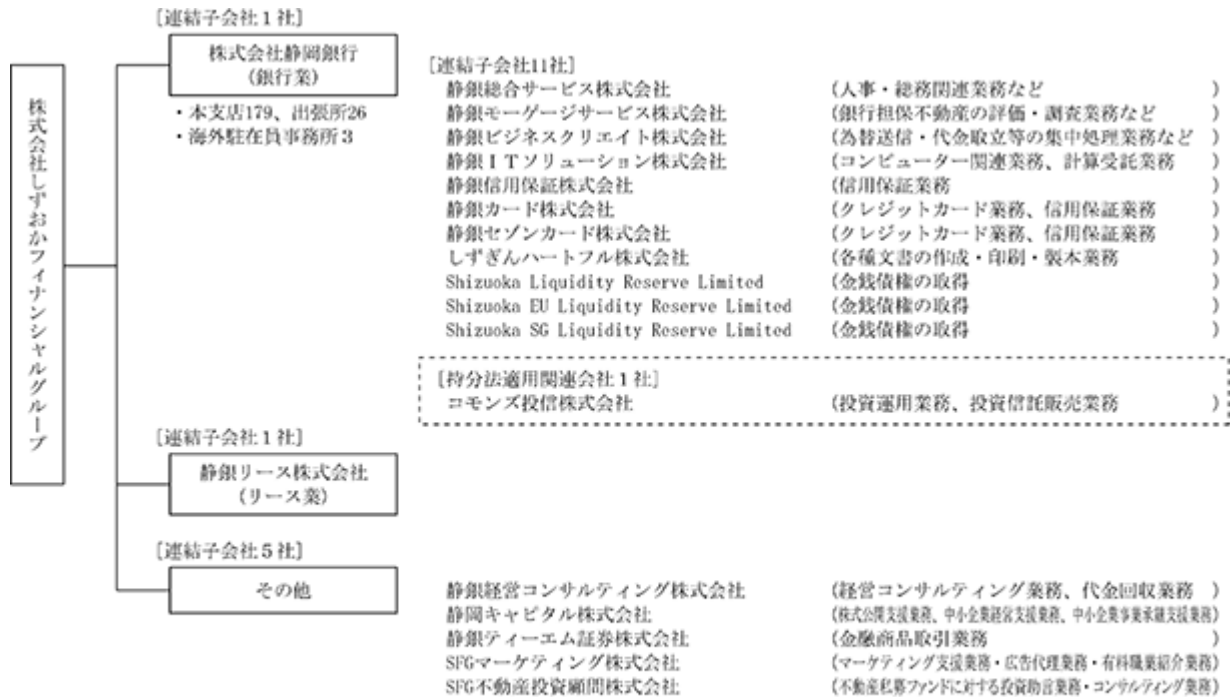 株式会社しずおかフィナンシャルグループ
[連結子会社1社]
株式会社静岡銀行
(銀行業)
・本支店179、出張所26
・海外駐在員事務所3
[連結子会社11社]
静銀総合サービス株式会社 (人事・総務関連業務など )
静銀モーゲージサービス株式会社 (銀行担保不動産の評価・調査業務など )
静銀ビジネスクリエイト株式会社 (為替送信・代金取立等の集中処理業務など )
静銀ITソリューション株式会社 (コンピューター関連業務、計算受託業務 )
静銀信用保証株式会社 (信用保証業務 )
静銀カード株式会社 (クレジットカード業務、信用保証業務 )
静銀セゾンカード株式会社 (クレジットカード業務、信用保証業務 )
しずぎんハートフル株式会社 (各種文書の作成・印刷・製本業務 )
Shizuoka Liquidity Reserve Limited (金銭債権の取得 )
Shizuoka EU Liquidity Reserve Limited (金銭債権の取得 )
Shizuoka SG Liquidity Reserve Limited (金銭債権の取得 )
[持分法適用関連会社1社]
コモンズ投信株式会社 (投資運用業務、投資信託販売業務 )
[連結子会社1社]
静銀リース株式会社
(リース業)
[連結子会社5社]
その他
静銀経営コンサルティング株式会社 (経営コンサルティング業務、代金回収業務 )
静岡キャピタル株式会社 (株式公開支援業務、中小企業経営支援業務、中小企業事業承継支援業務)
静銀ティーエム証券株式会社 (金融商品取引業務 )
SFGマーケティング株式会社 (マーケティング支援業務・広告代理業務・有料職業紹介業務)
SFG不動産投資顧問株式会社 (不動産私募ファンドに対する投資助言業務・コンサルティング業務)